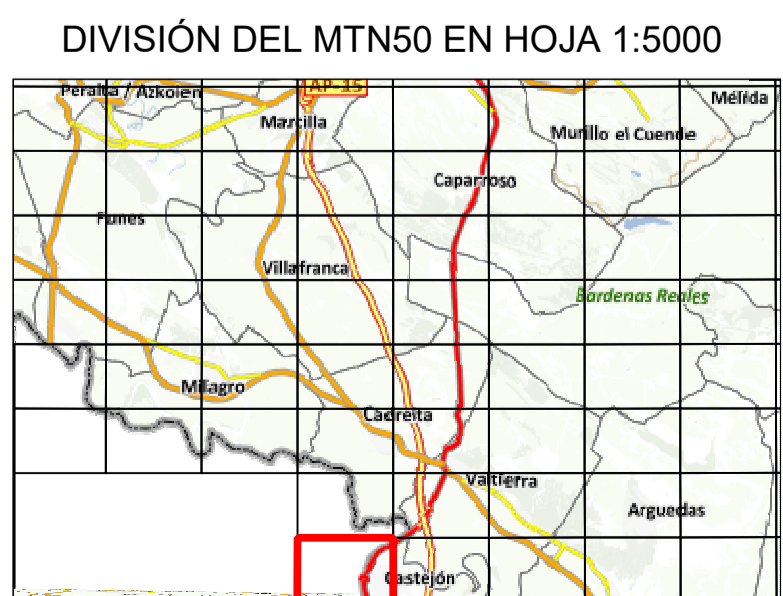 DIVISIÓN DEL MTN50 EN HOJA 1:5000
Peralta / Azkoien
AP-15
Mélida
Marcilla
Murillo el Cuende
Caparroso
Funes
Villafranca
Bardenas Reales
Milagro
Cadreita
Valtierra
Arguedas
Castejón